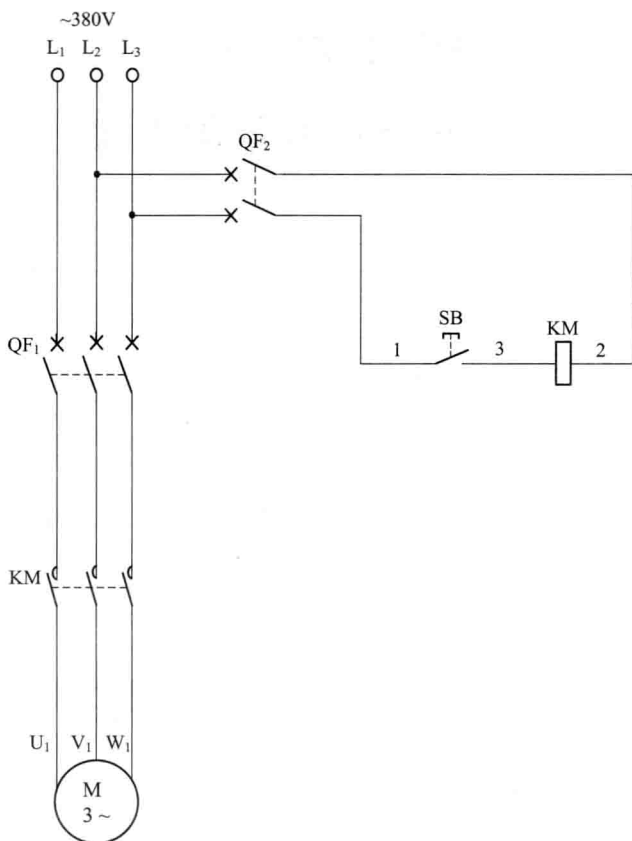 ~380V
L₁ L₂ L₃
QF₂
SB KM
1 3 2
QF₁
KM
U₁ V₁ W₁
M
3 ~